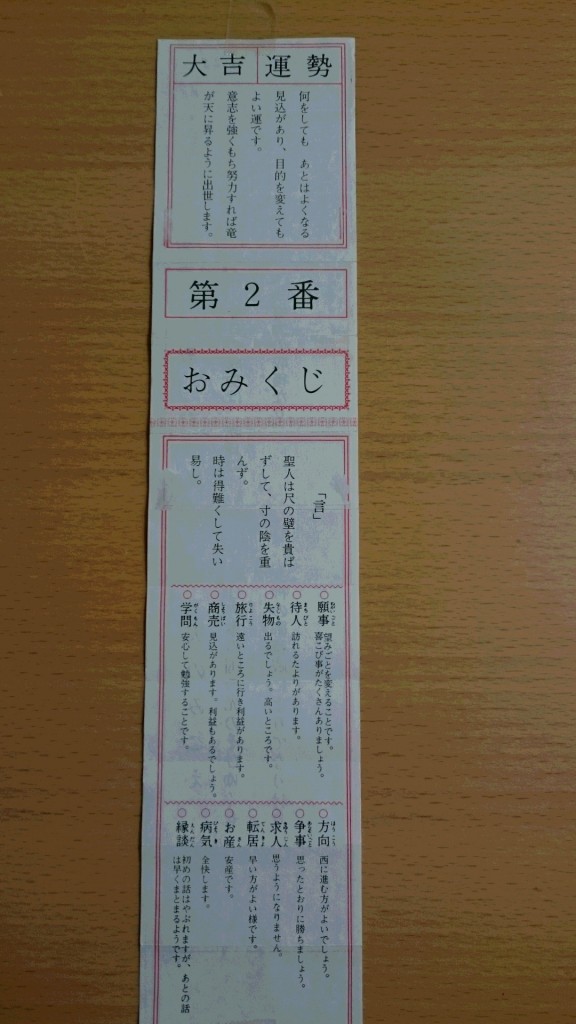 大吉 運勢
何をしても　あとはよくなる
見込があり、目的を変えても
よい運です。
意志を強くもち努力すれば竜
が天に昇るように出世します。
第2番
おみくじ
「言」
聖人は尺の璧を貴ば
ずして、寸の陰を重
んず。
時は得難くして失い
易し。
○願事 望みごとを変えることです。
喜こび事がたくさんありましょう。
○待人 訪れるたよりがあります。
○失物 出るでしょう。高いところです。
○旅行 遠いところに行き利益があります。
○商売 見込があります。利益もあるでしょう。
○学問 安心して勉強することです。
○方向 西に進む方がよいでしょう。
○争事 思ったとおりに勝ちましょう。
○求人 思うようになりません。
○転居 早い方がよい様です。
○お産 安産です。
○病気 全快します。
○縁談 初めの話はやぶれますが、あとの話
は早くまとまるようです。